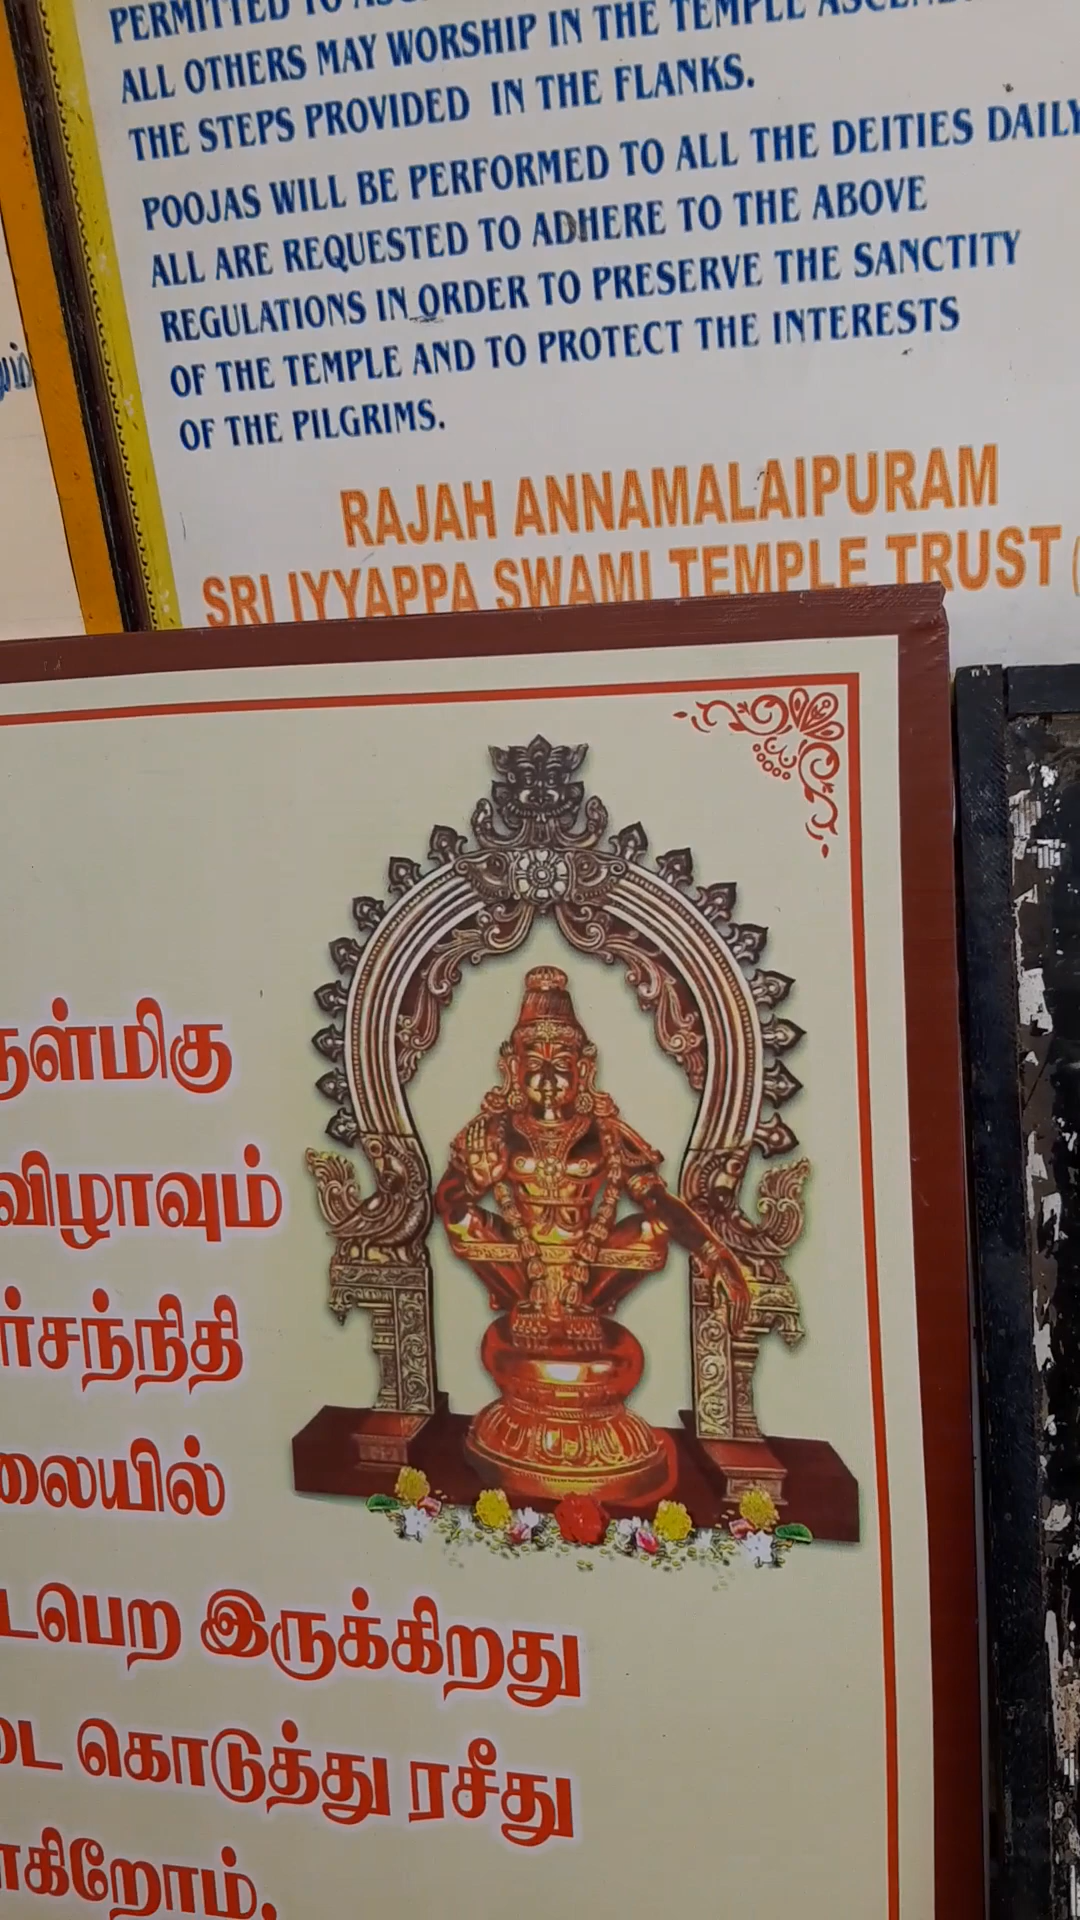 PERMITTED TO
ALL OTHERS MAY WORSHIP IN THE TEMPLE
THE STEPS PROVIDED IN THE FLANKS.
POOJAS WILL BE PERFORMED TO ALL THE DEITIES DAILY
ALL ARE REQUESTED TO ADHERE TO THE ABOVE
REGULATIONS IN ORDER TO PRESERVE THE SANCTITY
OF THE TEMPLE AND TO PROTECT THE INTERESTS
OF THE PILGRIMS.
RAJAH ANNAMALAIPURAM
SRI IYYAPPA SWAMI TEMPLE TRUST
ள்மிகு
விழாவும்
ர்சந்நிதி
லையில்
டபெற இருக்கிறது
டை கொடுத்து ரசீது
கிறோம்.